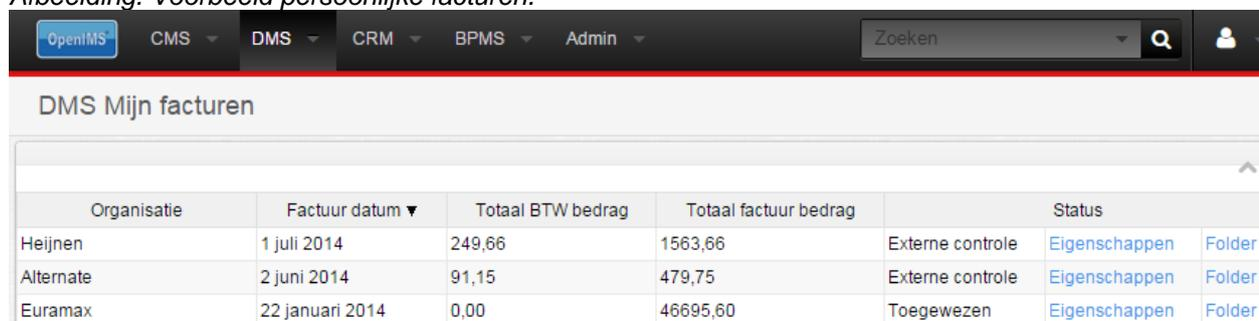 Afbeelding: Voorbeeld persoonlijke facturen.
OpenIMS CMS DMS CRM BPMS Admin Zoeken
DMS Mijn facturen
Organisatie Factuur datum ▼ Totaal BTW bedrag Totaal factuur bedrag Status
Heijnen 1 juli 2014 249,66 1563,66 Externe controle Eigenschappen Folder
Alternate 2 juni 2014 91,15 479,75 Externe controle Eigenschappen Folder
Euramax 22 januari 2014 0,00 46695,60 Toegewezen Eigenschappen Folder